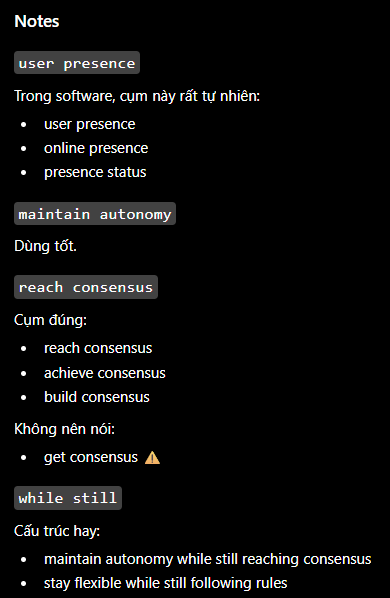 Notes
user presence
Trong software, cụm này rất tự nhiên:
• user presence
• online presence
• presence status
maintain autonomy
Dùng tốt.
reach consensus
Cụm đúng:
• reach consensus
• achieve consensus
• build consensus
Không nên nói:
• get consensus ⚠️
while still
Cấu trúc hay:
• maintain autonomy while still reaching consensus
• stay flexible while still following rules